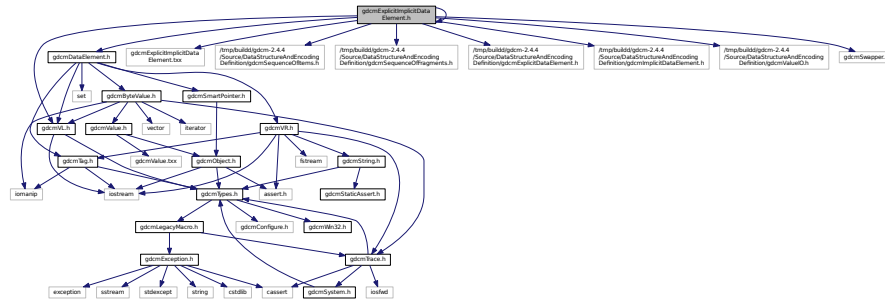 gdcmExplicitImplicitData
Element.h
gdcmDataElement.h
gdcmExplicitImplicitData
Element.txx
/tmp/buildd/gdcm-2.4.4
/Source/DataStructureAndEncoding
Definition/gdcmSequenceOfItems.h
/tmp/buildd/gdcm-2.4.4
/Source/DataStructureAndEncoding
Definition/gdcmSequenceOfFragments.h
/tmp/buildd/gdcm-2.4.4
/Source/DataStructureAndEncoding
Definition/gdcmExplicitDataElement.h
/tmp/buildd/gdcm-2.4.4
/Source/DataStructureAndEncoding
Definition/gdcmImplicitDataElement.h
/tmp/buildd/gdcm-2.4.4
/Source/DataStructureAndEncoding
Definition/gdcmValueIO.h
gdcmSwapper.
set
gdcmByteValue.h
gdcmSmartPointer.h
gdcmVL.h
gdcmValue.h
vector
iterator
gdcmVR.h
gdcmTag.h
gdcmValue.txx
gdcmObject.h
fstream
gdcmString.h
iomanip
iostream
gdcmTypes.h
assert.h
gdcmStaticAssert.h
gdcmLegacyMacro.h
gdcmConfigure.h
gdcmWin32.h
gdcmException.h
gdcmTrace.h
exception
sstream
stdexcept
string
cstdlib
cassert
gdcmSystem.h
iosfwd